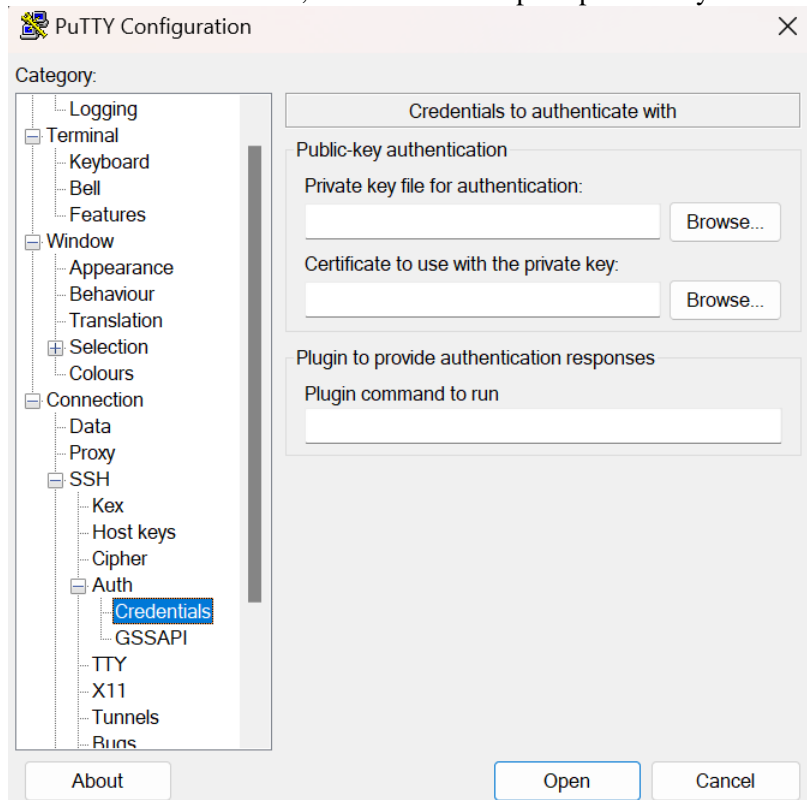 PuTTY Configuration
Category:
Logging
Terminal
Keyboard
Bell
Features
Window
Appearance
Behaviour
Translation
Selection
Colours
Connection
Data
Proxy
SSH
Kex
Host keys
Cipher
Auth
Credentials
GSSAPI
TTY
X11
Tunnels
Bugs
Credentials to authenticate with
Public-key authentication
Private key file for authentication:
Browse...
Certificate to use with the private key:
Browse...
Plugin to provide authentication responses
Plugin command to run
About
Open
Cancel